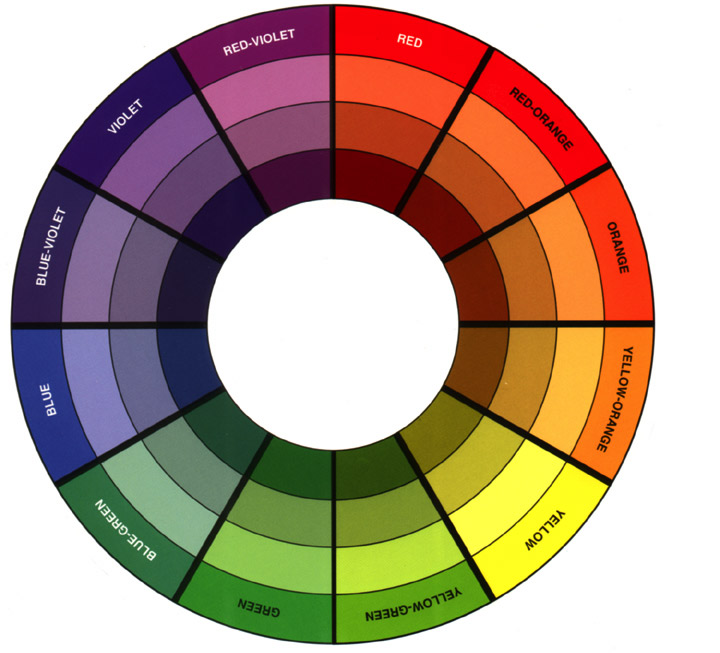 RED
RED-ORANGE
ORANGE
YELLOW-ORANGE
YELLOW
YELLOW-GREEN
GREEN
BLUE-GREEN
BLUE
BLUE-VIOLET
VIOLET
RED-VIOLET